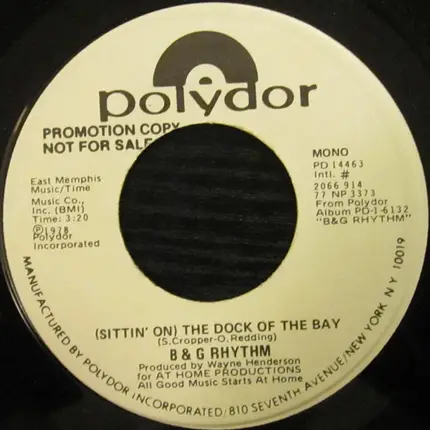 polydor
PROMOTION COPY
NOT FOR SALE
East Memphis
Music/Time
Music Co.,
Inc. (BMI)
Time: 3:20
Ⓟ1978
Polydor
Incorporated
MONO
PD 14463
Intl. #
2066 914
77 NP 3373
From Polydor
Album PD-1-6132
"B&G RHYTHM"
(SITTIN' ON) THE DOCK OF THE BAY
(S.Cropper-O.Redding)
B & G RHYTHM
Produced by Wayne Henderson
for AT HOME PRODUCTIONS
All Good Music Starts At Home
MANUFACTURED BY POLYDOR INCORPORATED/810 SEVENTH AVENUE/NEW YORK N Y 10019